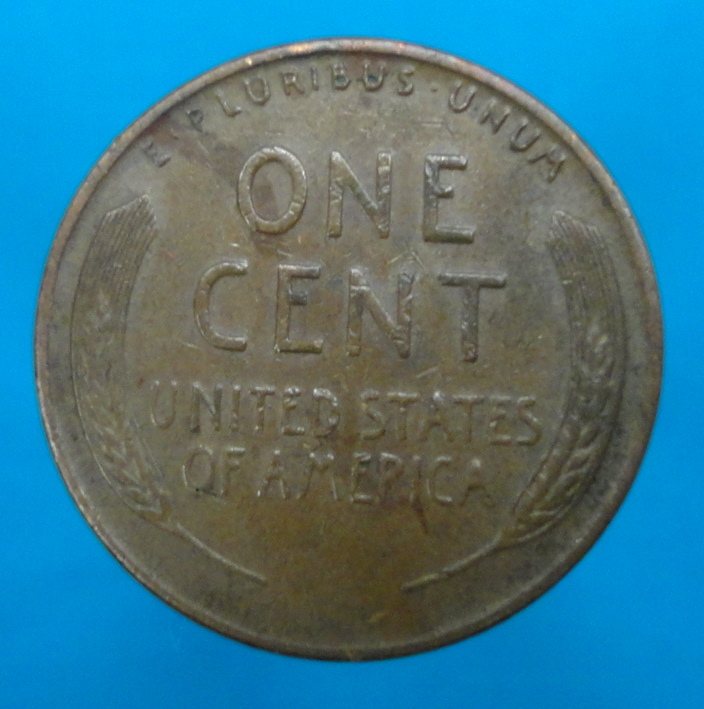 E·PLURIBUS·UNUM
ONE
CENT
UNITED STATES
OF AMERICA